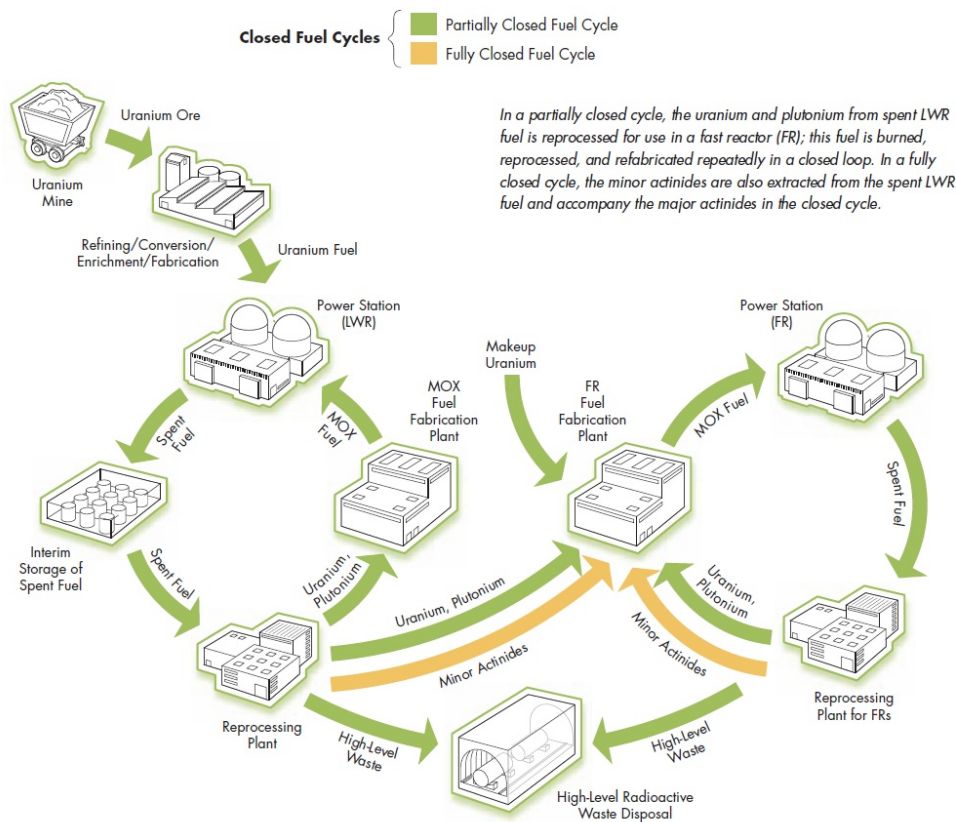 Closed Fuel Cycles
Partially Closed Fuel Cycle
Fully Closed Fuel Cycle
In a partially closed cycle, the uranium and plutonium from spent LWR
fuel is reprocessed for use in a fast reactor (FR); this fuel is burned,
reprocessed, and refabricated repeatedly in a closed loop. In a fully
closed cycle, the minor actinides are also extracted from the spent LWR
fuel and accompany the major actinides in the closed cycle.
Uranium Ore
Uranium
Mine
Refining/Conversion/
Enrichment/Fabrication
Uranium Fuel
Power Station
(LWR)
Power Station
(FR)
Makeup
Uranium
MOX
Fuel
Fabrication
Plant
FR
Fuel
Fabrication
Plant
Spent
Fuel
MOX
Fuel
MOX Fuel
Spent Fuel
Interim
Storage of
Spent Fuel
Spent Fuel
Uranium,
Plutonium
Uranium, Plutonium
Minor Actinides
Uranium,
Plutonium
Minor Actinides
Reprocessing
Plant
Reprocessing
Plant for FRs
High-Level
Waste
High-Level
Waste
High-Level Radioactive
Waste Disposal